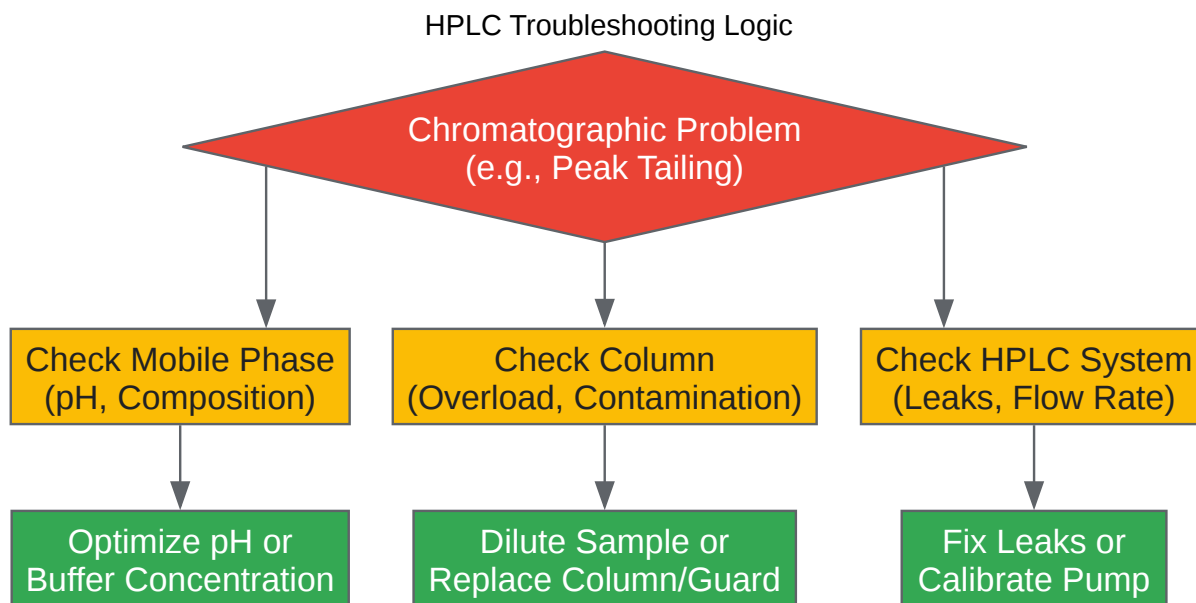 HPLC Troubleshooting Logic
Chromatographic Problem
(e.g., Peak Tailing)
Check Mobile Phase
(pH, Composition)
Check Column
(Overload, Contamination)
Check HPLC System
(Leaks, Flow Rate)
Optimize pH or
Buffer Concentration
Dilute Sample or
Replace Column/Guard
Fix Leaks or
Calibrate Pump